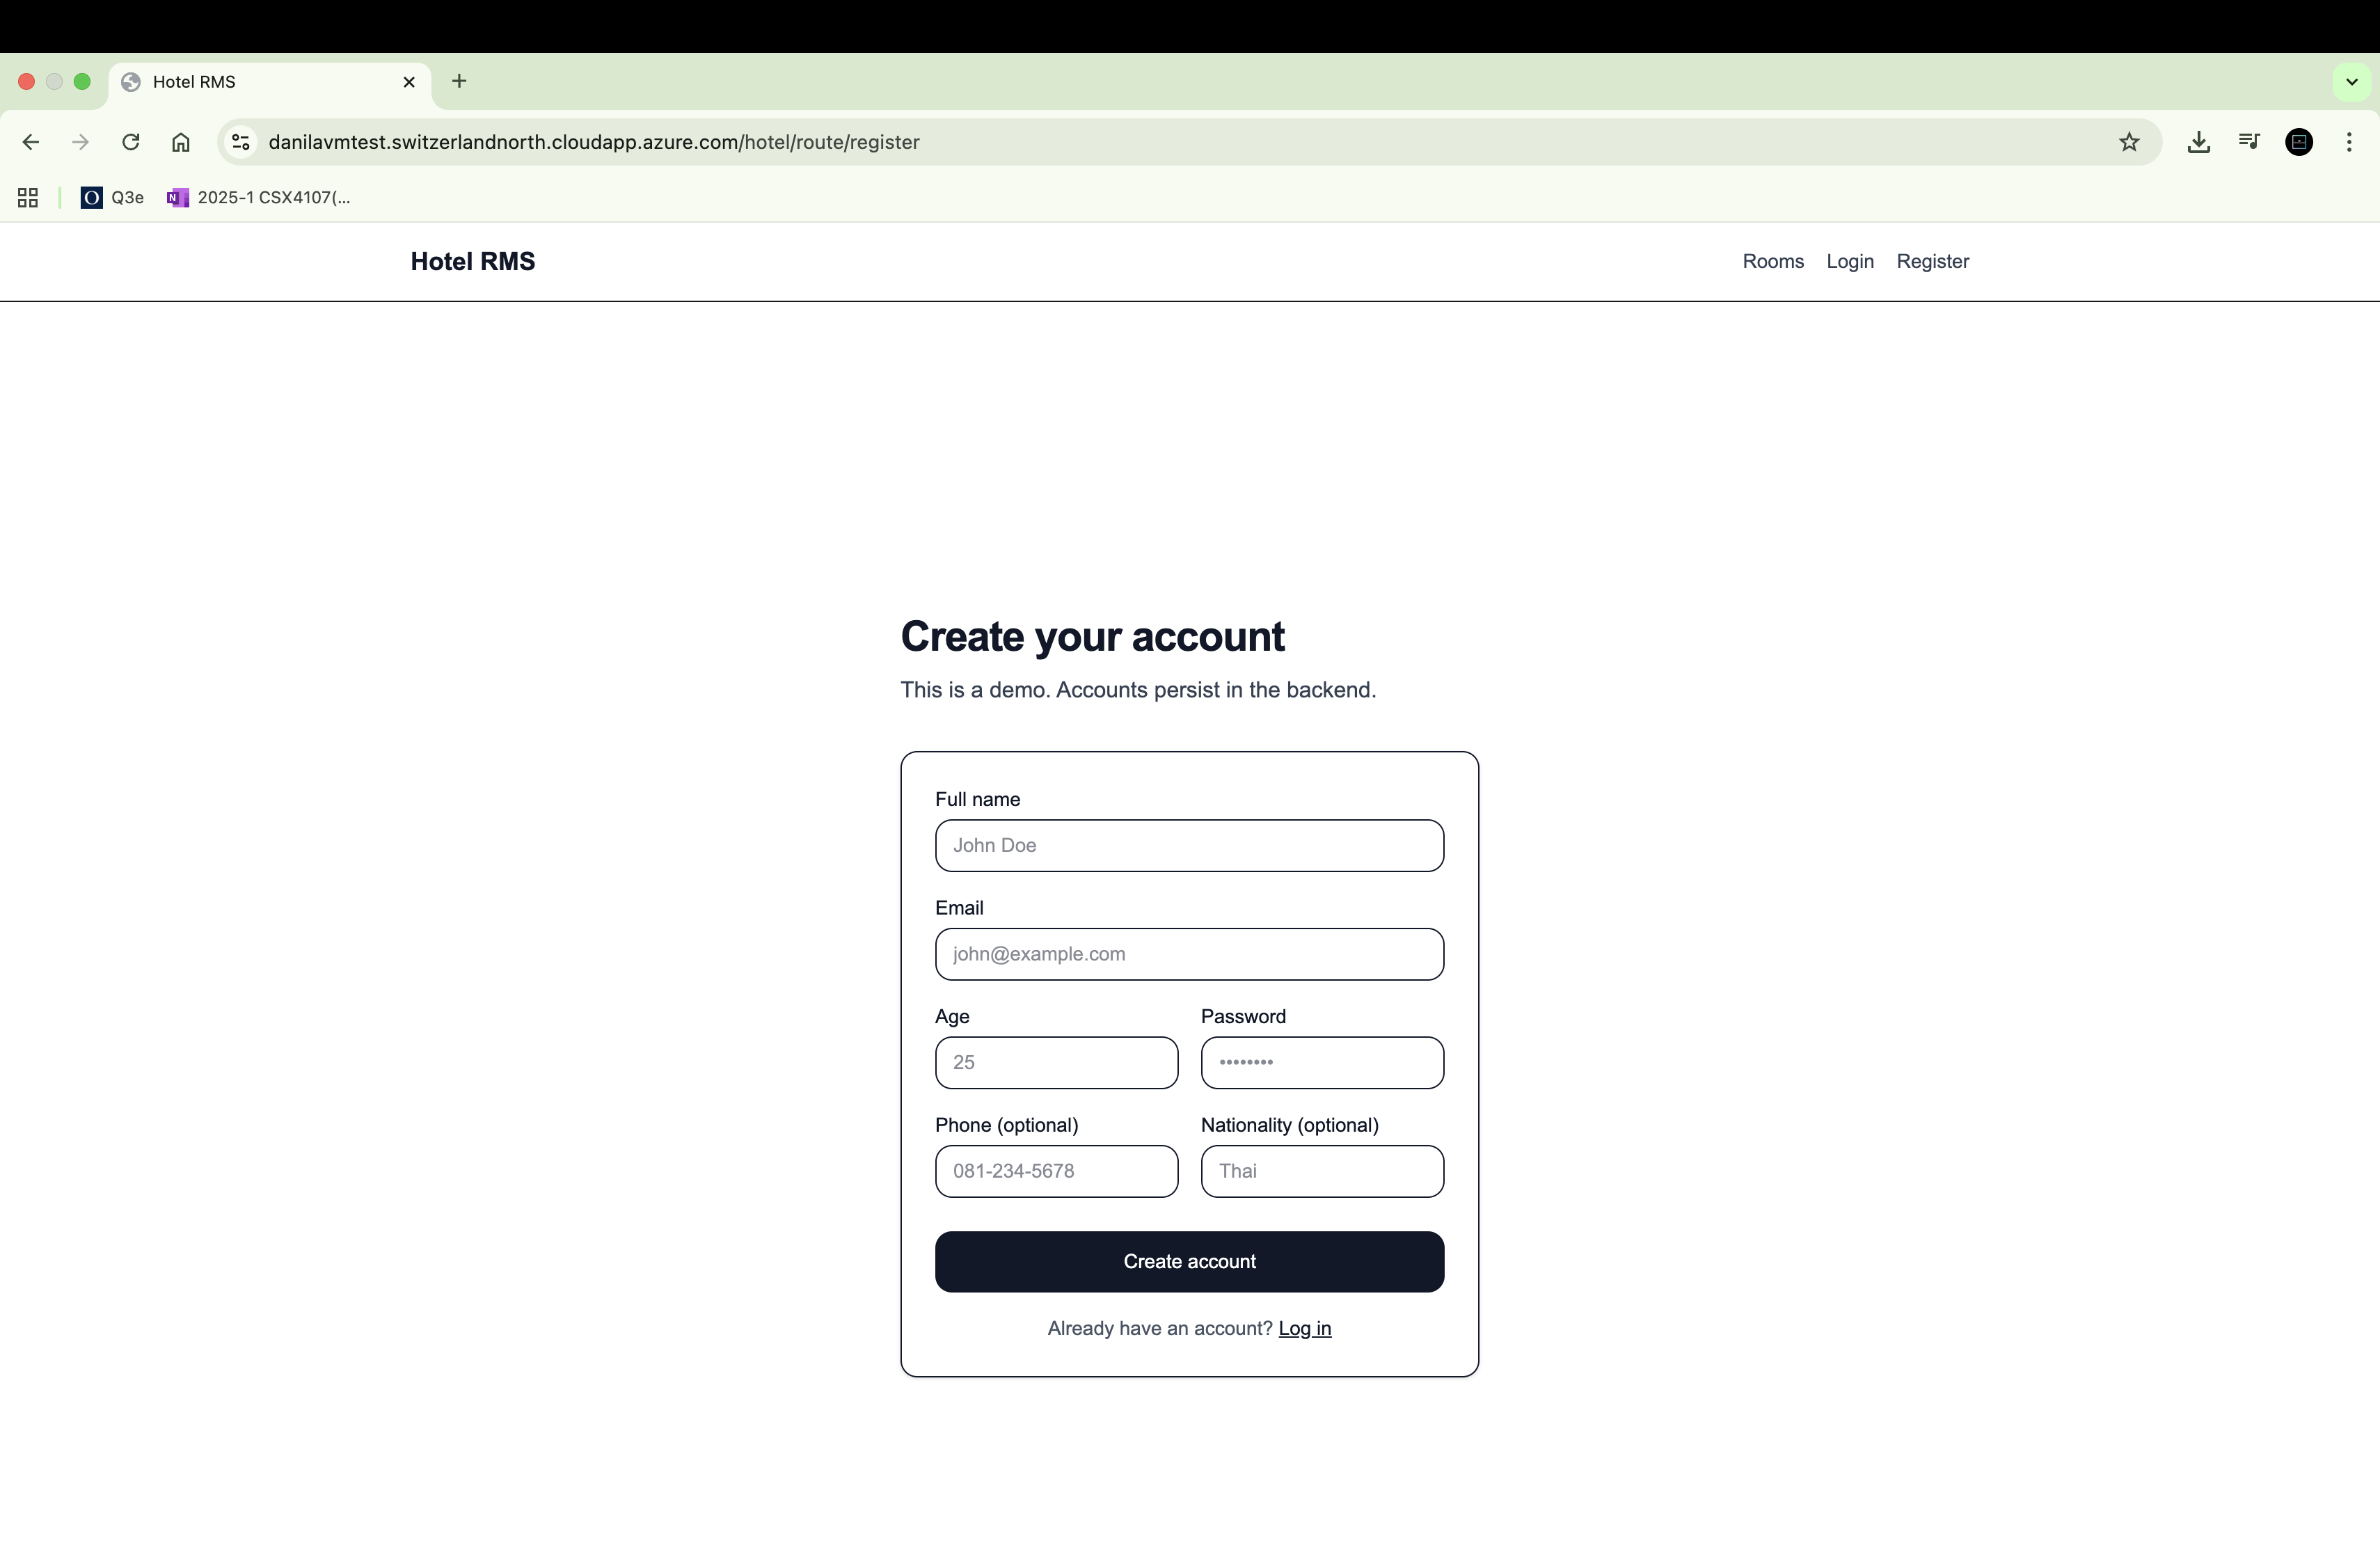 Hotel RMS
danilavmtest.switzerlandnorth.cloudapp.azure.com/hotel/route/register
Q3e
2025-1 CSX4107(...
Hotel RMS
Rooms Login Register
Create your account
This is a demo. Accounts persist in the backend.
Full name
John Doe
Email
john@example.com
Age Password
25 ••••••••
Phone (optional) Nationality (optional)
081-234-5678 Thai
Create account
Already have an account? Log in